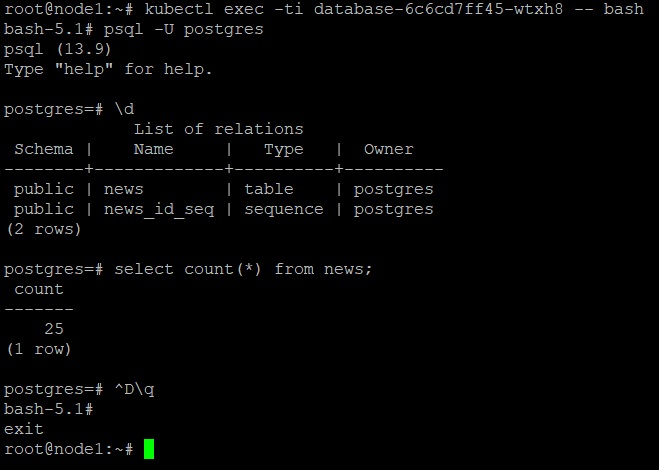 root@node1:~# kubectl exec -ti database-6c6cd7ff45-wtxh8 -- bash
bash-5.1# psql -U postgres
psql (13.9)
Type "help" for help.

postgres=# \d
             List of relations
 Schema |    Name     |   Type   |  Owner
--------+-------------+----------+----------
 public | news        | table    | postgres
 public | news_id_seq | sequence | postgres
(2 rows)

postgres=# select count(*) from news;
 count
-------
    25
(1 row)

postgres=# ^D\q
bash-5.1#
exit
root@node1:~#